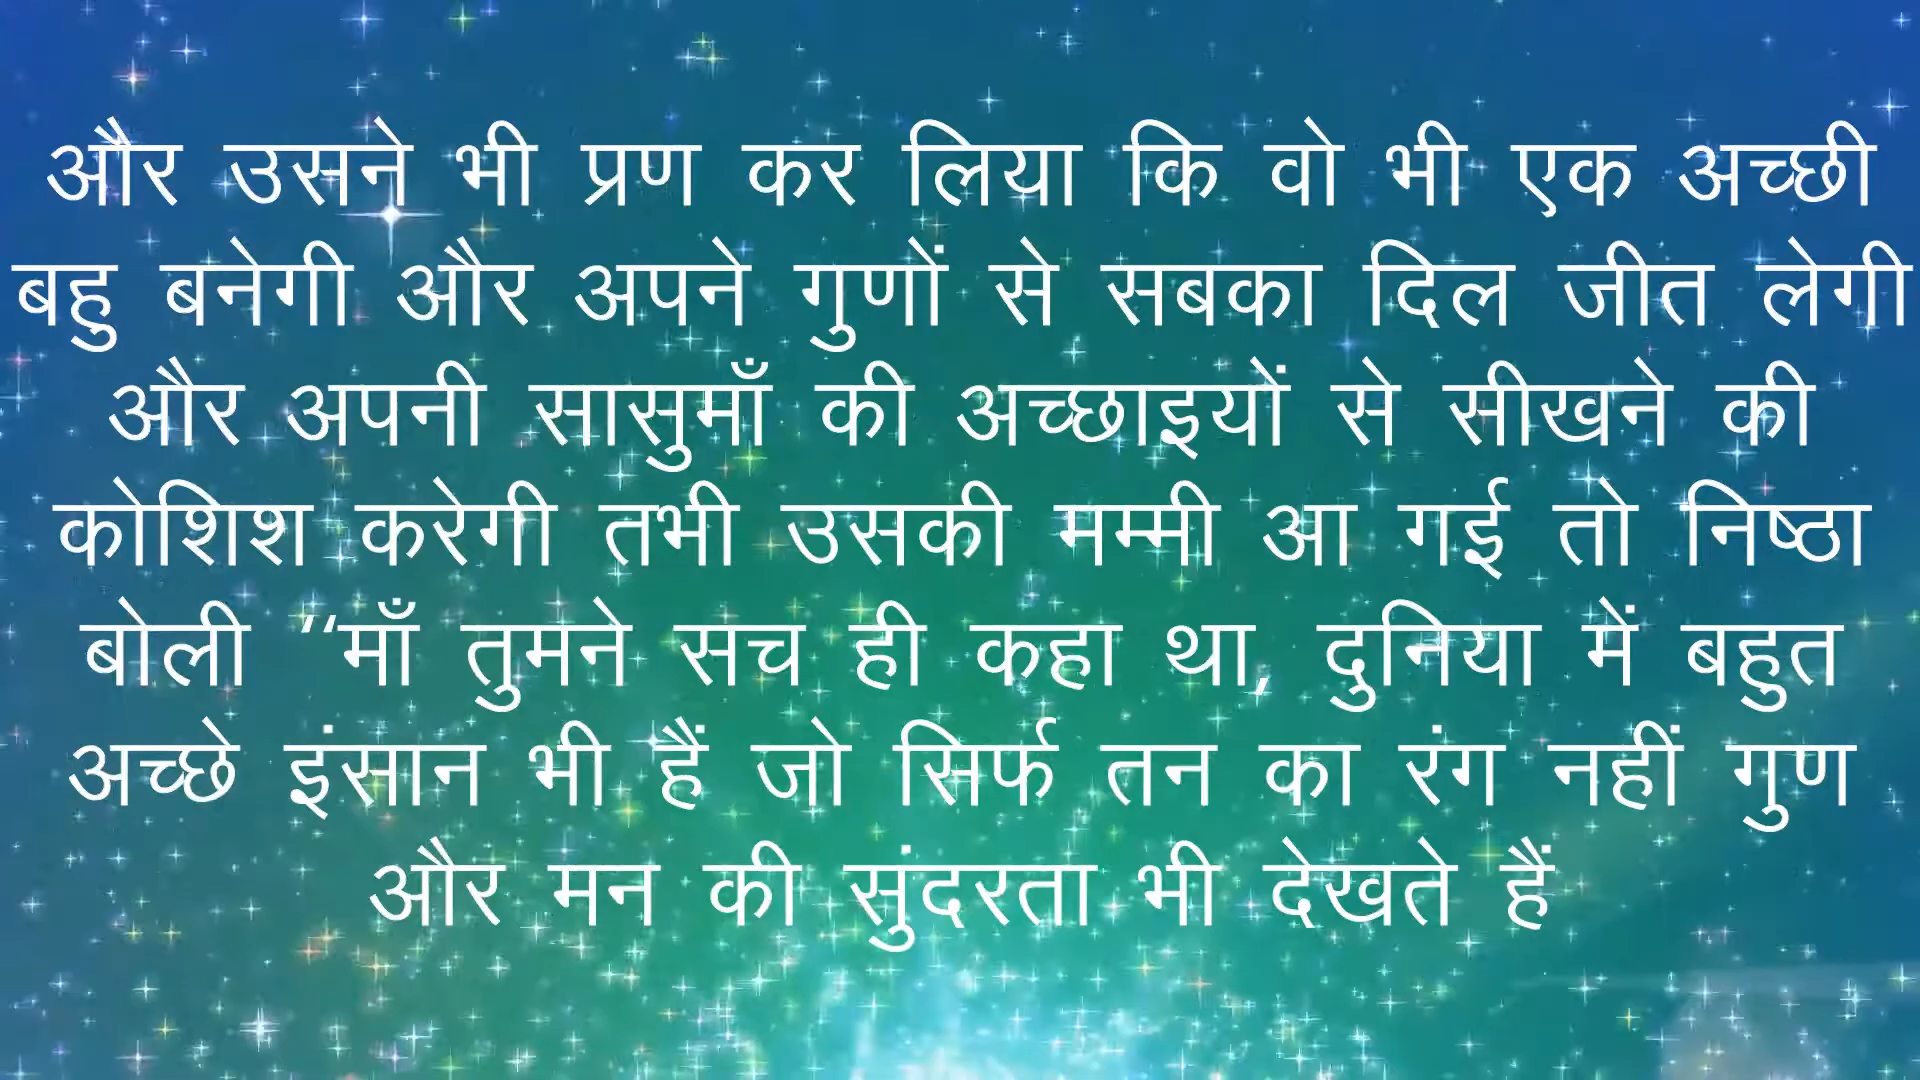 और उसने भी प्रण कर लिया कि वो भी एक अच्छी
बहु बनेगी और अपने गुणों से सबका दिल जीत लेगी
और अपनी सासुमाँ की अच्छाइयों से सीखने की
कोशिश करेगी तभी उसकी मम्मी आ गई तो निष्ठा
बोली ’’माँ तुमने सच ही कहा था, दुनिया में बहुत
अच्छे इंसान भी हैं जो सिर्फ तन का रंग नहीं गुण
और मन की सुंदरता भी देखते हैं